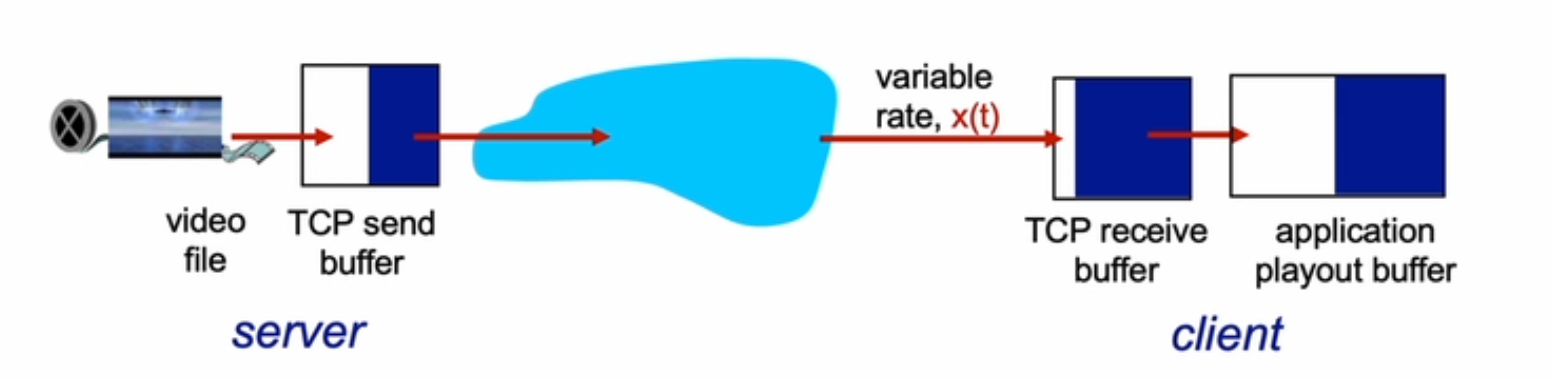 variable
rate, x(t)
video
file
TCP send
buffer
TCP receive
buffer
application
playout buffer
server
client